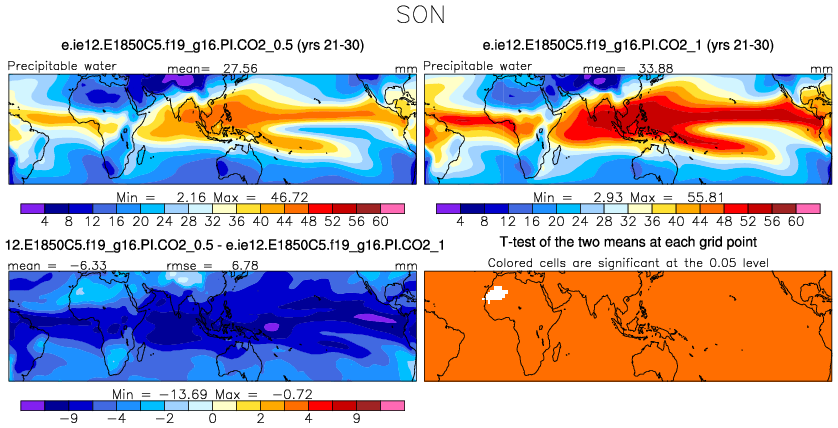 SON
e.ie12.E1850C5.f19_g16.PI.CO2_0.5 (yrs 21-30)
Precipitable water mean= 27.56 mm
Min = 2.16 Max = 46.72
4 8 12 16 20 24 28 32 36 40 44 48 52 56 60
e.ie12.E1850C5.f19_g16.PI.CO2_1 (yrs 21-30)
Precipitable water mean= 33.88 mm
Min = 2.93 Max = 55.81
4 8 12 16 20 24 28 32 36 40 44 48 52 56 60
12.E1850C5.f19_g16.PI.CO2_0.5 - e.ie12.E1850C5.f19_g16.PI.CO2_1
mean = -6.33 rmse = 6.78 mm
Min = -13.69 Max = -0.72
-9 -4 -2 0 2 4 9
T-test of the two means at each grid point
Colored cells are significant at the 0.05 level